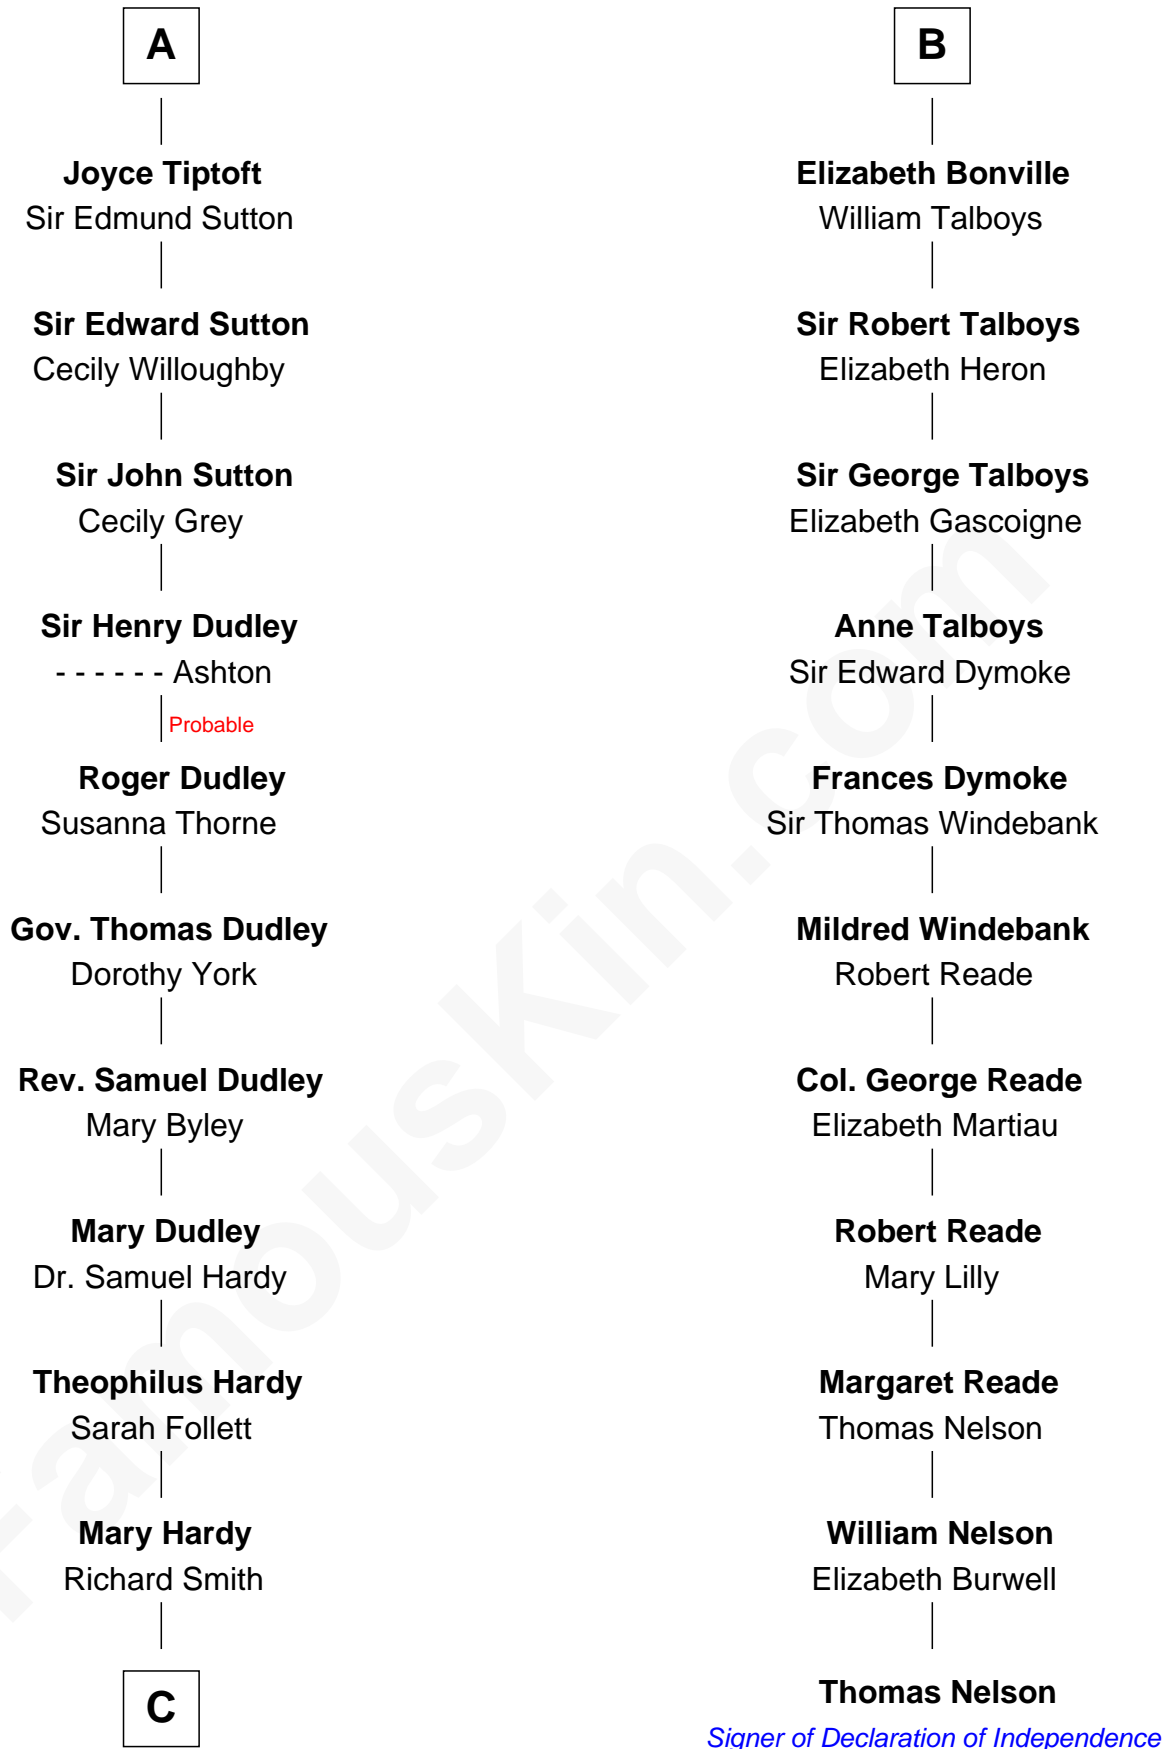 A
Joyce Tiptoft
Sir Edmund Sutton
Sir Edward Sutton
Cecily Willoughby
Sir John Sutton
Cecily Grey
Sir Henry Dudley
- - - - - - Ashton
Probable
Roger Dudley
Susanna Thorne
Gov. Thomas Dudley
Dorothy York
Rev. Samuel Dudley
Mary Byley
Mary Dudley
Dr. Samuel Hardy
Theophilus Hardy
Sarah Follett
Mary Hardy
Richard Smith
C
B
Elizabeth Bonville
William Talboys
Sir Robert Talboys
Elizabeth Heron
Sir George Talboys
Elizabeth Gascoigne
Anne Talboys
Sir Edward Dymoke
Frances Dymoke
Sir Thomas Windebank
Mildred Windebank
Robert Reade
Col. George Reade
Elizabeth Martiau
Robert Reade
Mary Lilly
Margaret Reade
Thomas Nelson
William Nelson
Elizabeth Burwell
Thomas Nelson
Signer of Declaration of Independence
FamousKin.com